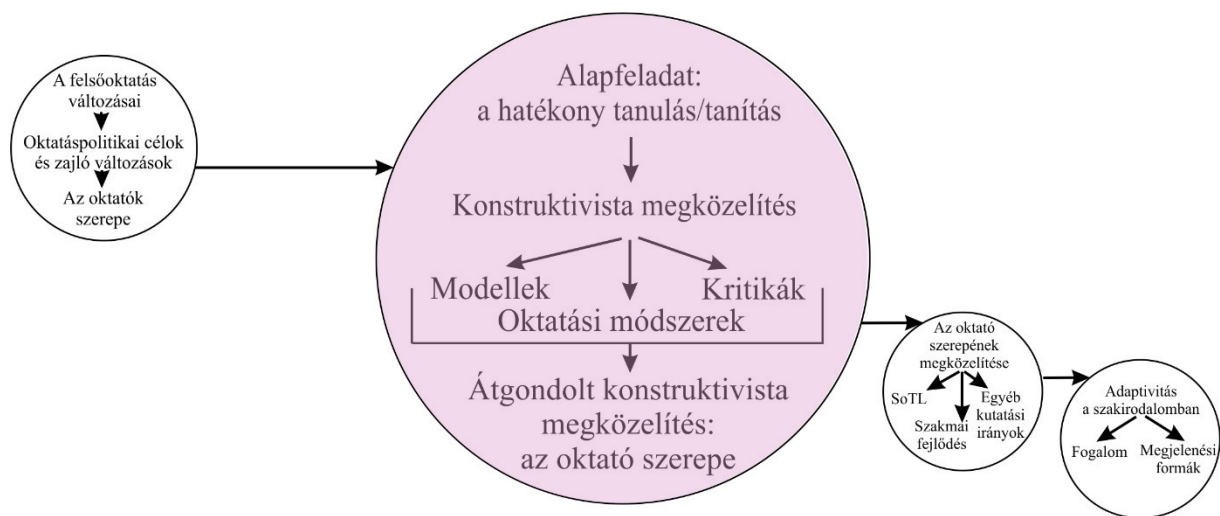 A felsőoktatás
változásai
Oktatáspolitikai célok
és zajló változások
Az oktatók
szerepe
Alapfeladat:
a hatékony tanulás/tanítás
Konstruktivista megközelítés
Modellek
Kritikák
Oktatási módszerek
Átgondolt konstruktivista
megközelítés:
az oktató szerepe
Az oktató
szerepének
megközelítése
SoTL
Szakmai
fejlődés
Egyéb
kutatási
irányok
Adaptivitás
a szakirodalomban
Fogalom
Megjelenési
formák